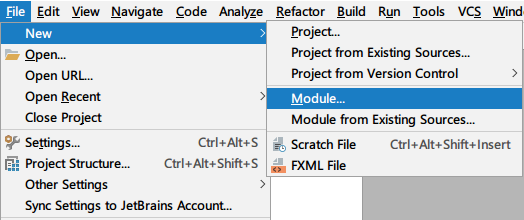 File Edit View Navigate Code Analyze Refactor Build Run Tools VCS
New
Open...
Open URL...
Open Recent
Close Project
Settings... Ctrl+Alt+S
Project Structure... Ctrl+Alt+Shift+S
Other Settings
Sync Settings to JetBrains Account...
Project...
Project from Existing Sources...
Project from Version Control
Module...
Module from Existing Sources...
Scratch File Ctrl+Alt+Shift+Insert
FXML File